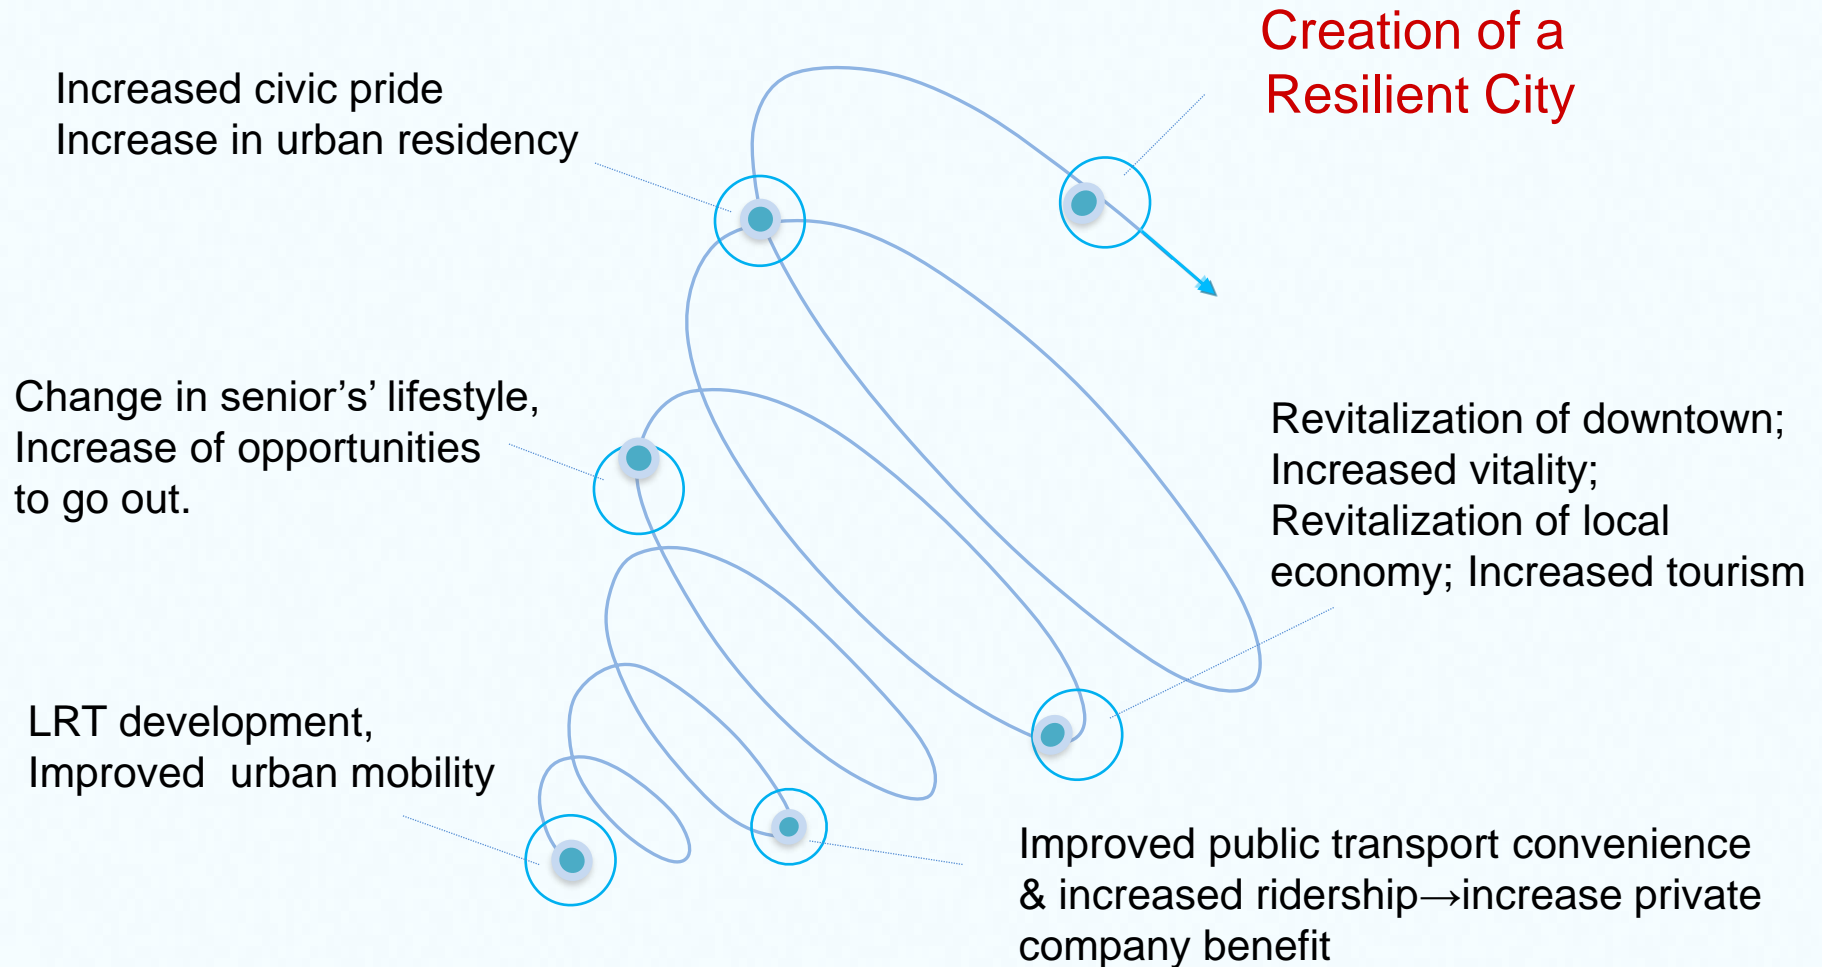 Creation of a
Resilient City
Increased civic pride
Increase in urban residency
Change in senior's’ lifestyle,
Increase of opportunities
to go out.
Revitalization of downtown;
Increased vitality;
Revitalization of local
economy; Increased tourism
LRT development,
Improved  urban mobility
Improved public transport convenience
& increased ridership→increase private
company benefit